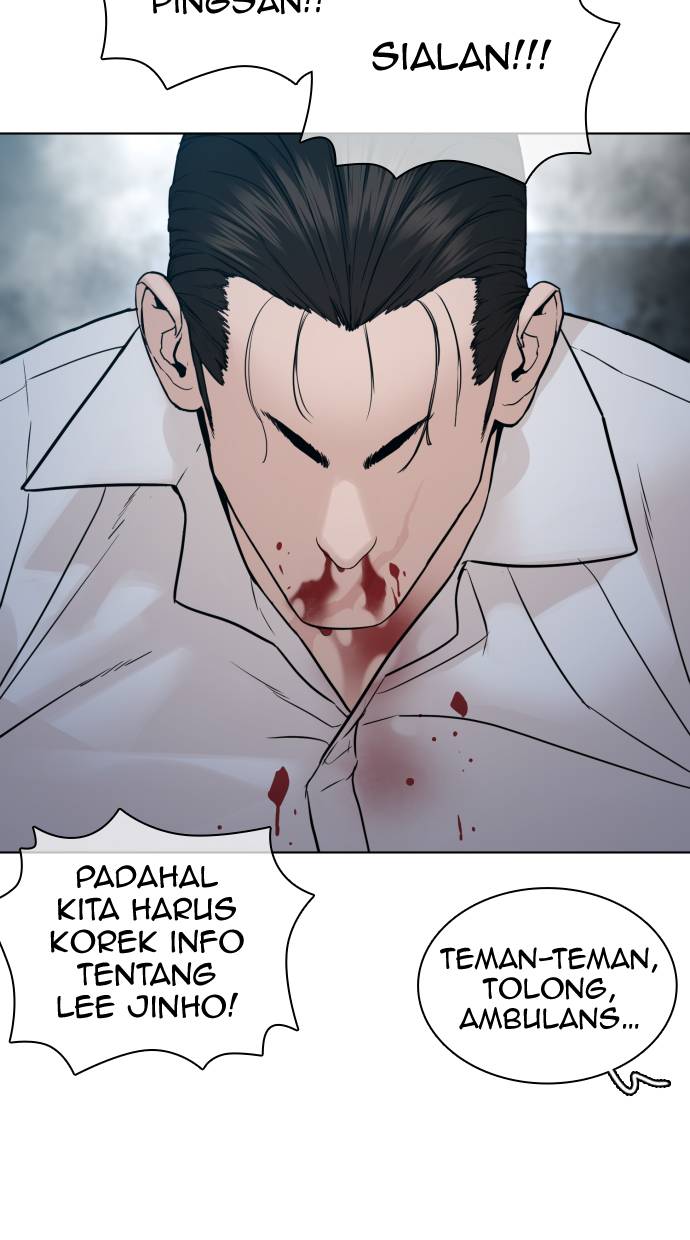 PINGSAN!!
SIALAN!!!
PADAHAL
KITA HARUS
KOREK INFO
TENTANG
LEE JINHO!
TEMAN-TEMAN,
TOLONG,
AMBULANS...